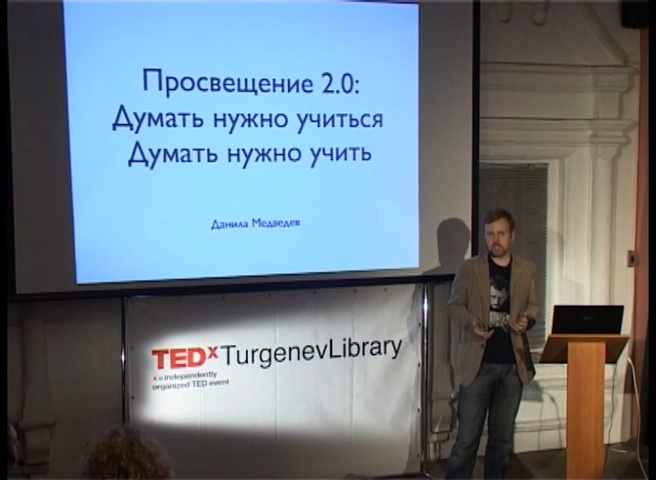 Просвещение 2.0:
Думать нужно учиться
Думать нужно учить
Данила Медведев
TEDxTurgenevLibrary
x = independently
organized TED event